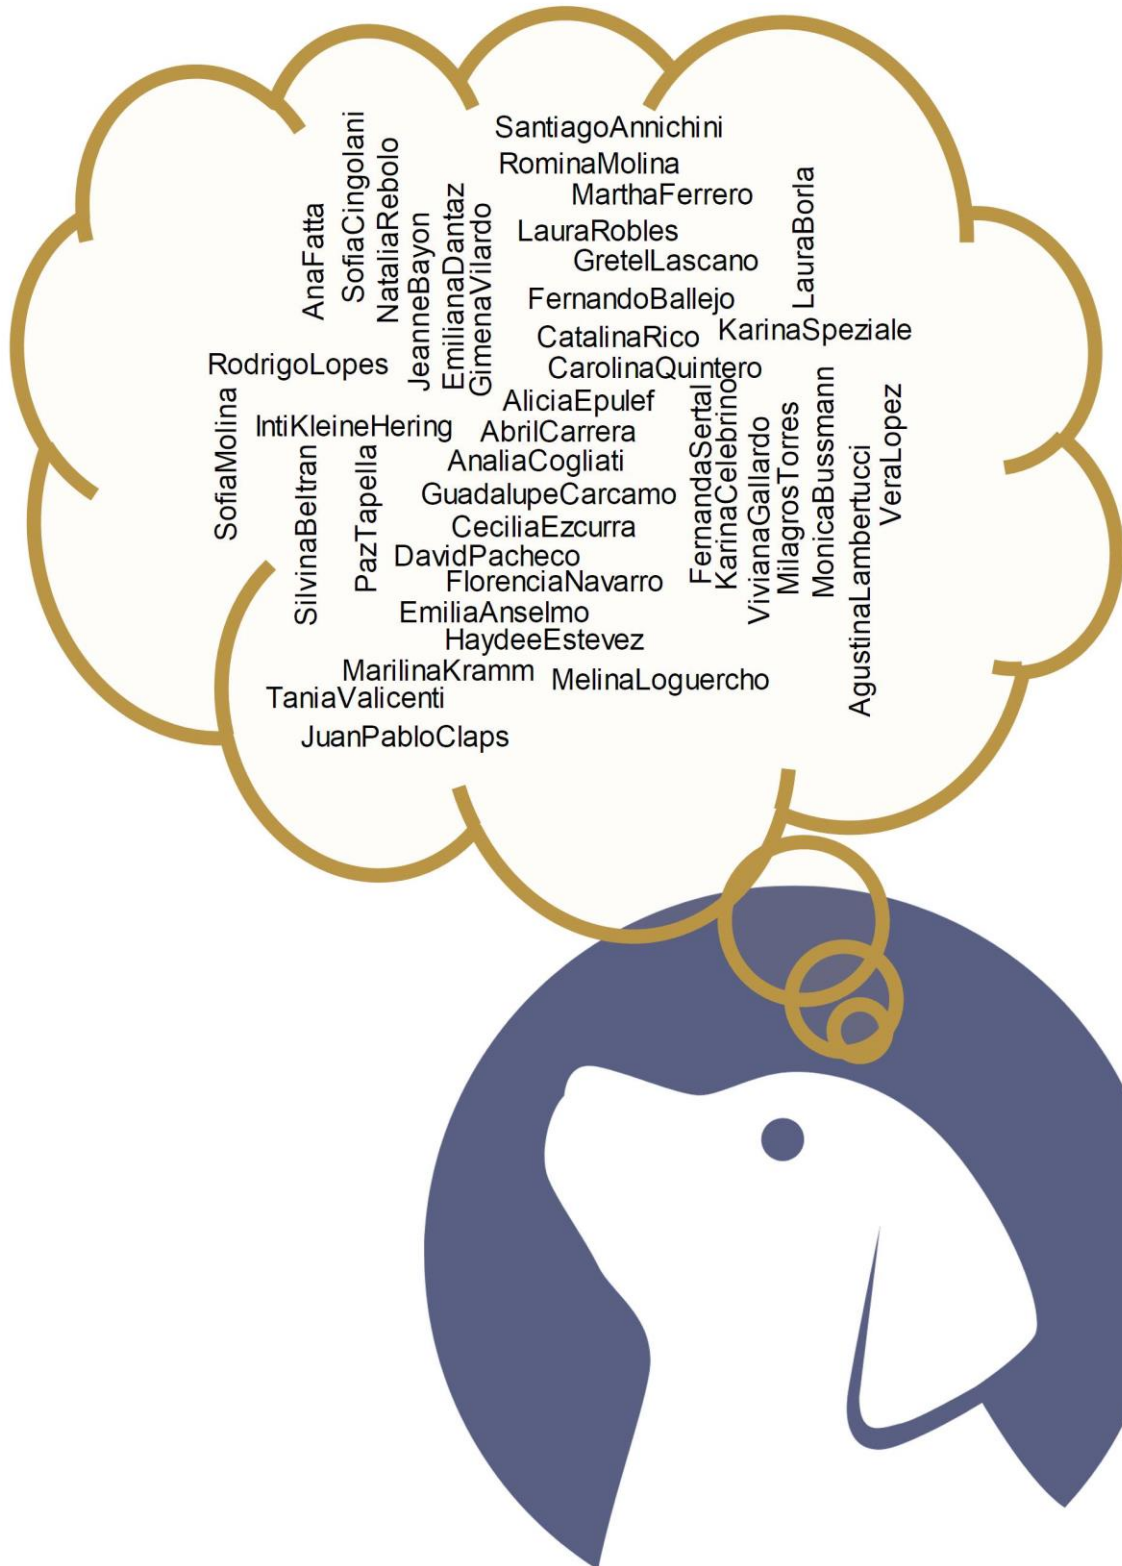 SantiagoAnnichini
RominaMolina
MarthaFerrero
LauraRobles
GretelLascano
FernandoBallejo
CatalinaRico
CarolinaQuintero
AnaFatta
SofiaCingolani
NataliaRebolo
JeanneBayon
EmilianaDantaz
GimenaVilardo
LauraBorla
KarinaSpeziale
RodrigoLopes
IntiKleineHering
SofiaMolina
SilvinaBeltran
PazTapella
AliciaEpulef
AbrilCarrera
AnaliaCogliati
GuadalupeCarcamo
CeciliaEzcurra
DavidPacheco
FlorenciaNavarro
EmiliaAnselmo
HaydeeEstevez
MarilinaKramm
MelinaLoguercho
TaniaValicenti
JuanPabloClaps
FernandaSertal
KarinaCelebrino
VivianaGallardo
MilagrosTorres
MonicaBussmann
AgustinaLambertucci
VeraLopez